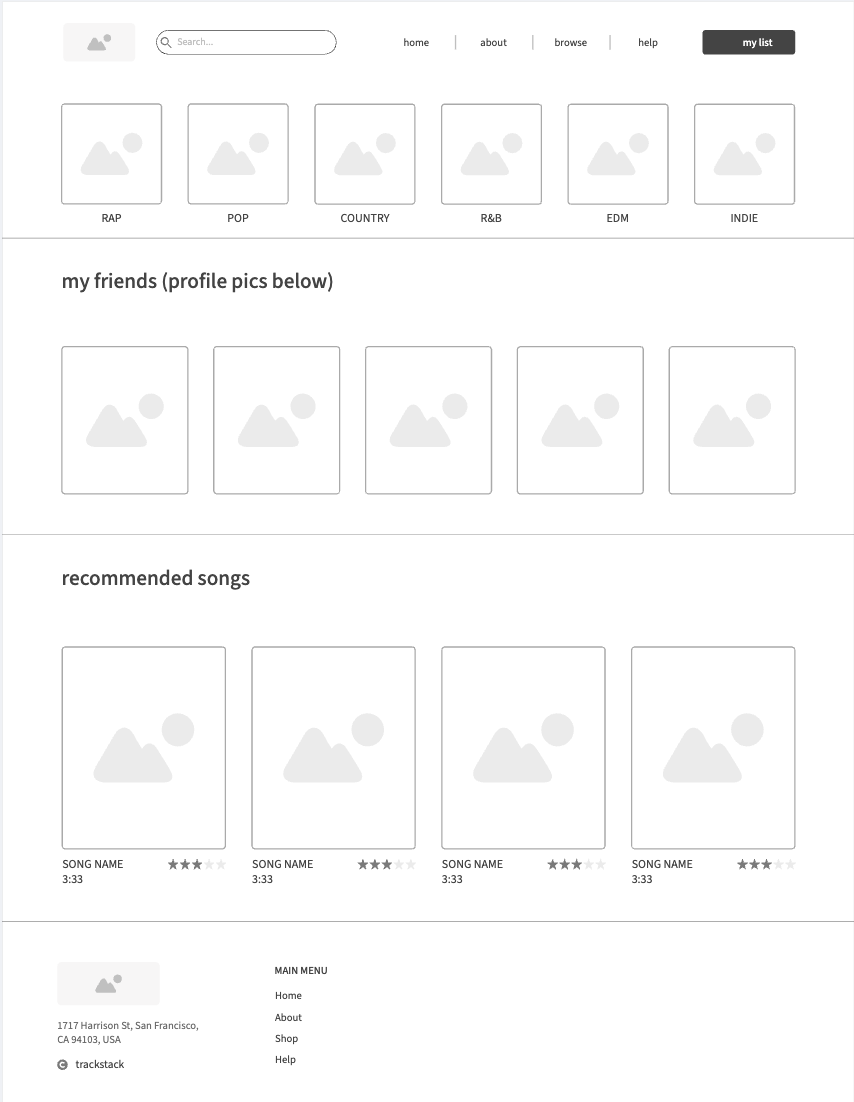 Search...
home
about
browse
help
my list
RAP
POP
COUNTRY
R&B
EDM
INDIE
my friends (profile pics below)
recommended songs
SONG NAME
3:33
SONG NAME
3:33
SONG NAME
3:33
SONG NAME
3:33
1717 Harrison St, San Francisco,
CA 94103, USA
© trackstack
MAIN MENU
Home
About
Shop
Help